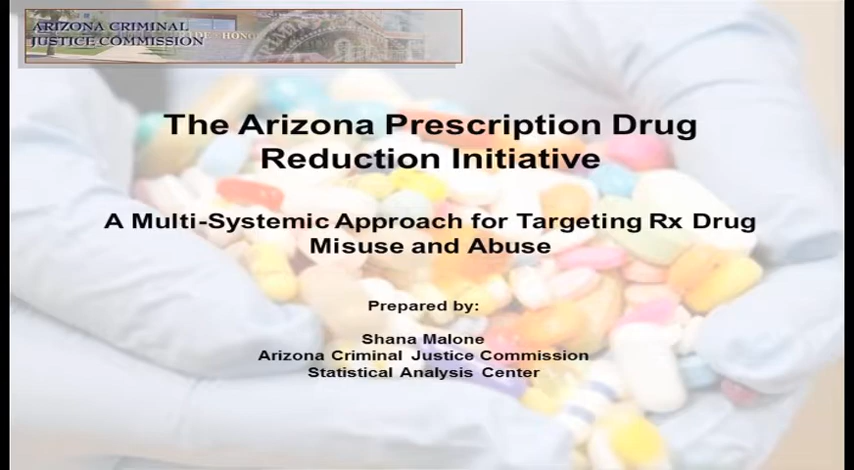 ARIZONA CRIMINAL
JUSTICE COMMISSION
The Arizona Prescription Drug
Reduction Initiative
A Multi-Systemic Approach for Targeting Rx Drug
Misuse and Abuse
Prepared by:
Shana Malone
Arizona Criminal Justice Commission
Statistical Analysis Center